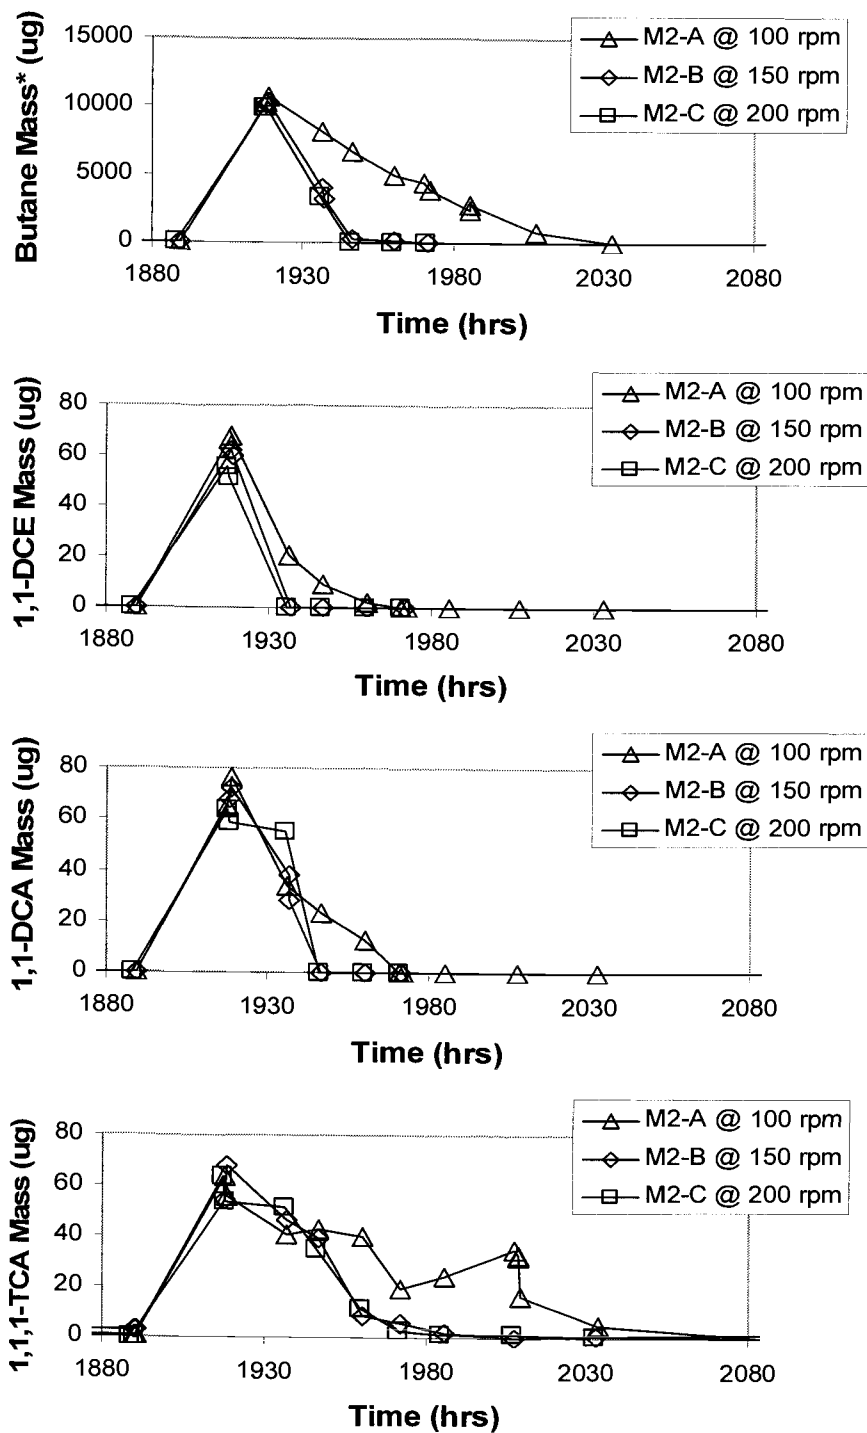 Butane Mass* (ug)
15000
10000
5000
0
1880
1930
1980
2030
2080
Time (hrs)
M2-A @ 100 rpm
M2-B @ 150 rpm
M2-C @ 200 rpm
1,1-DCE Mass (ug)
80
60
40
20
0
1880
1930
1980
2030
2080
Time (hrs)
M2-A @ 100 rpm
M2-B @ 150 rpm
M2-C @ 200 rpm
1,1-DCA Mass (ug)
80
60
40
20
0
1880
1930
1980
2030
2080
Time (hrs)
M2-A @ 100 rpm
M2-B @ 150 rpm
M2-C @ 200 rpm
1,1,1-TCA Mass (ug)
80
60
40
20
0
1880
1930
1980
2030
2080
Time (hrs)
M2-A @ 100 rpm
M2-B @ 150 rpm
M2-C @ 200 rpm